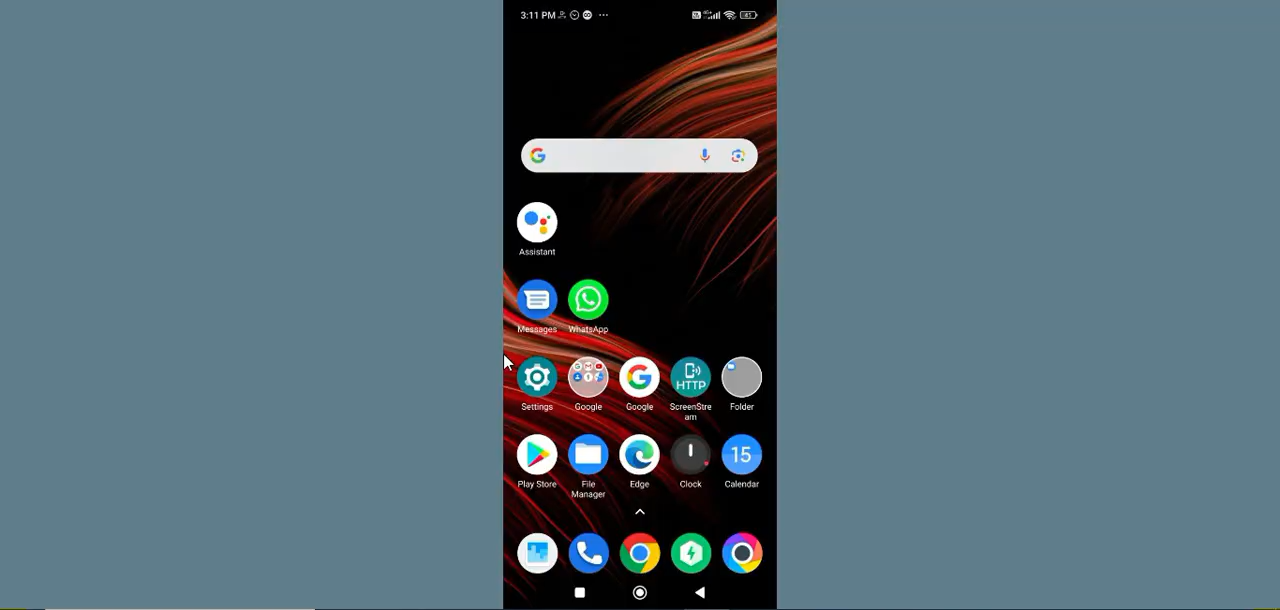 3:11 PM
Assistant
Messages WhatsApp
HTTP
Settings Google Google ScreenStre
am Folder
15
Play Store File
Manager Edge Clock Calendar